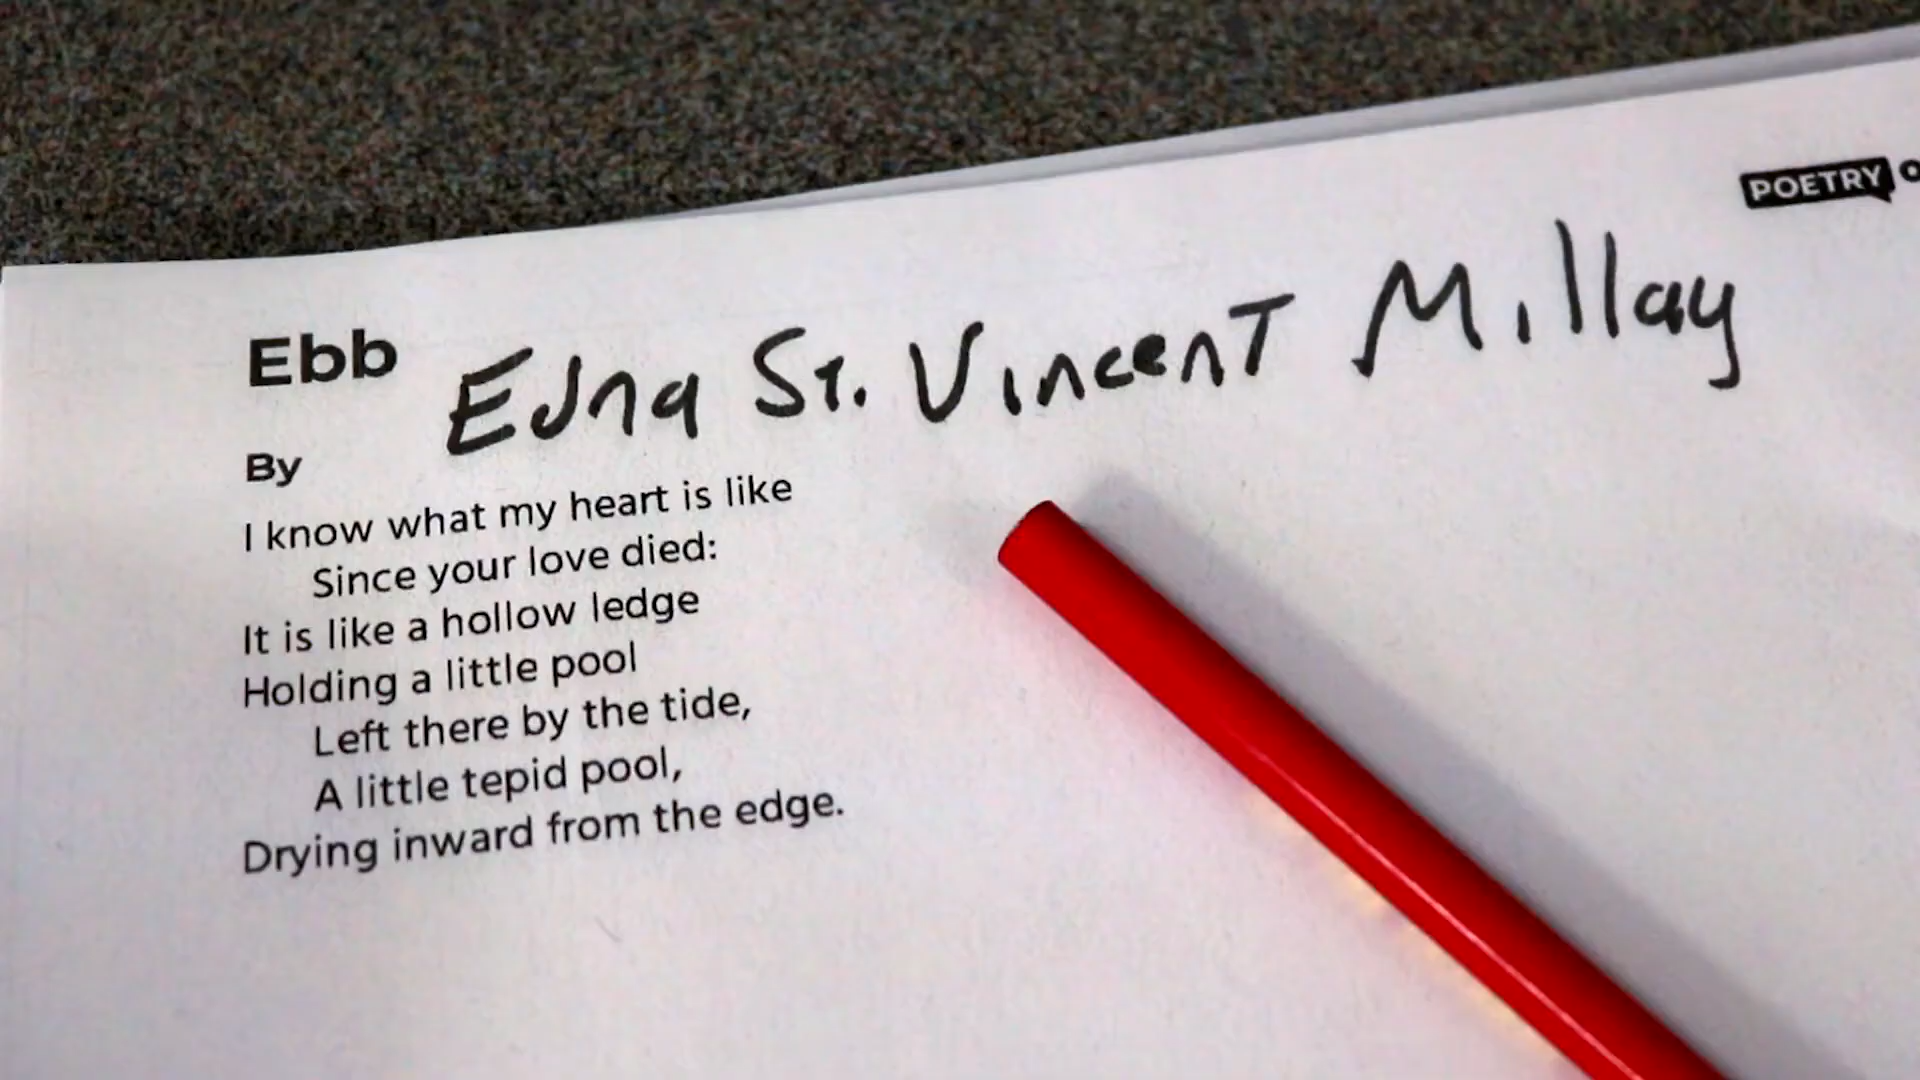 POETRY
Ebb
Edna St. Vincent Millay
By
I know what my heart is like
Since your love died:
It is like a hollow ledge
Holding a little pool
Left there by the tide,
A little tepid pool,
Drying inward from the edge.